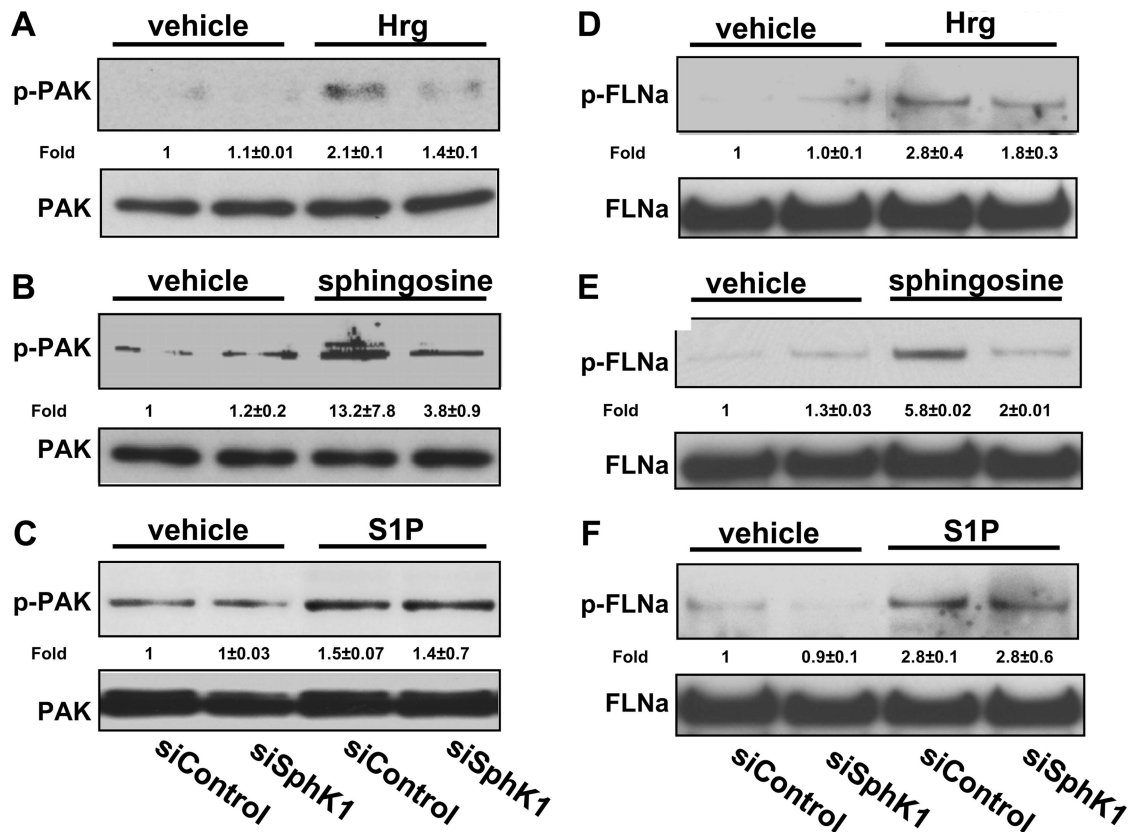 A
vehicle Hrg
p-PAK
Fold 1 1.1±0.01 2.1±0.1 1.4±0.1
PAK
B
vehicle sphingosine
p-PAK
Fold 1 1.2±0.2 13.2±7.8 3.8±0.9
PAK
C
vehicle S1P
p-PAK
Fold 1 1±0.03 1.5±0.07 1.4±0.7
PAK
siControl siSphK1 siControl siSphK1
D
vehicle Hrg
p-FLNa
Fold 1 1.0±0.1 2.8±0.4 1.8±0.3
FLNa
E
vehicle sphingosine
p-FLNa
Fold 1 1.3±0.03 5.8±0.02 2±0.01
FLNa
F
vehicle S1P
p-FLNa
Fold 1 0.9±0.1 2.8±0.1 2.8±0.6
FLNa
siControl siSphK1 siControl siSphK1